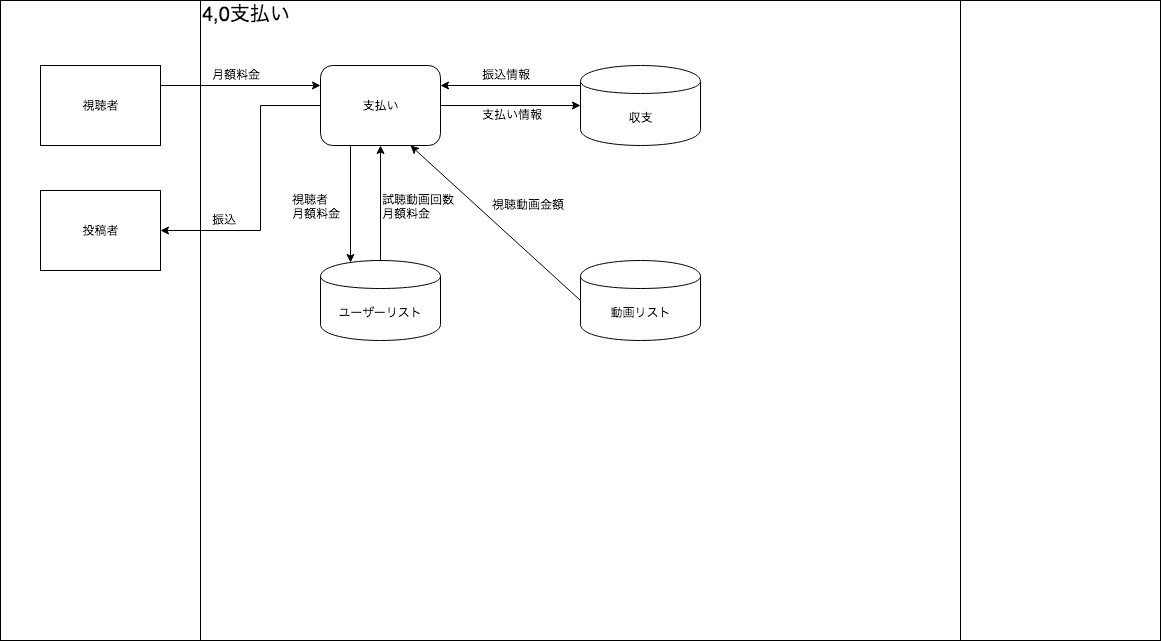 4,0支払い
月額料金
振込情報
視聴者
支払い
収支
支払い情報
視聴者
月額料金
試聴動画回数
月額料金
視聴動画金額
振込
投稿者
ユーザーリスト
動画リスト